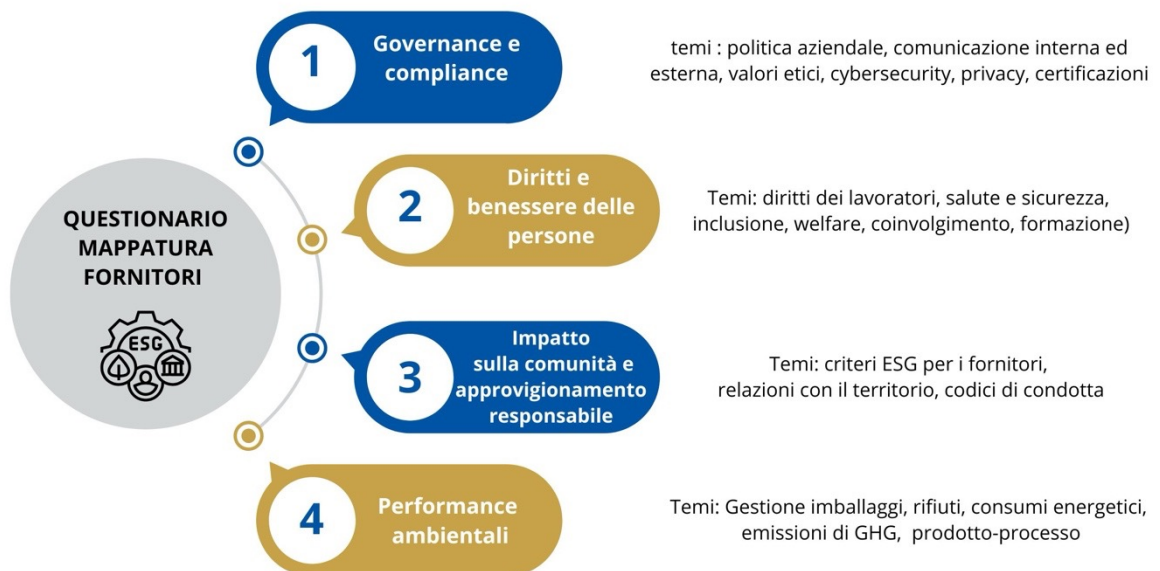 QUESTIONARIO
MAPPATURA
FORNITORI
ESG
1
Governance e
compliance
temi : politica aziendale, comunicazione interna ed
esterna, valori etici, cybersecurity, privacy, certificazioni
2
Diritti e
benessere delle
persone
Temi: diritti dei lavoratori, salute e sicurezza,
inclusione, welfare, coinvolgimento, formazione)
3
Impatto
sulla comunità e
approvigionamento
responsabile
Temi: criteri ESG per i fornitori,
relazioni con il territorio, codici di condotta
4
Performance
ambientali
Temi: Gestione imballaggi, rifiuti, consumi energetici,
emissioni di GHG, prodotto-processo